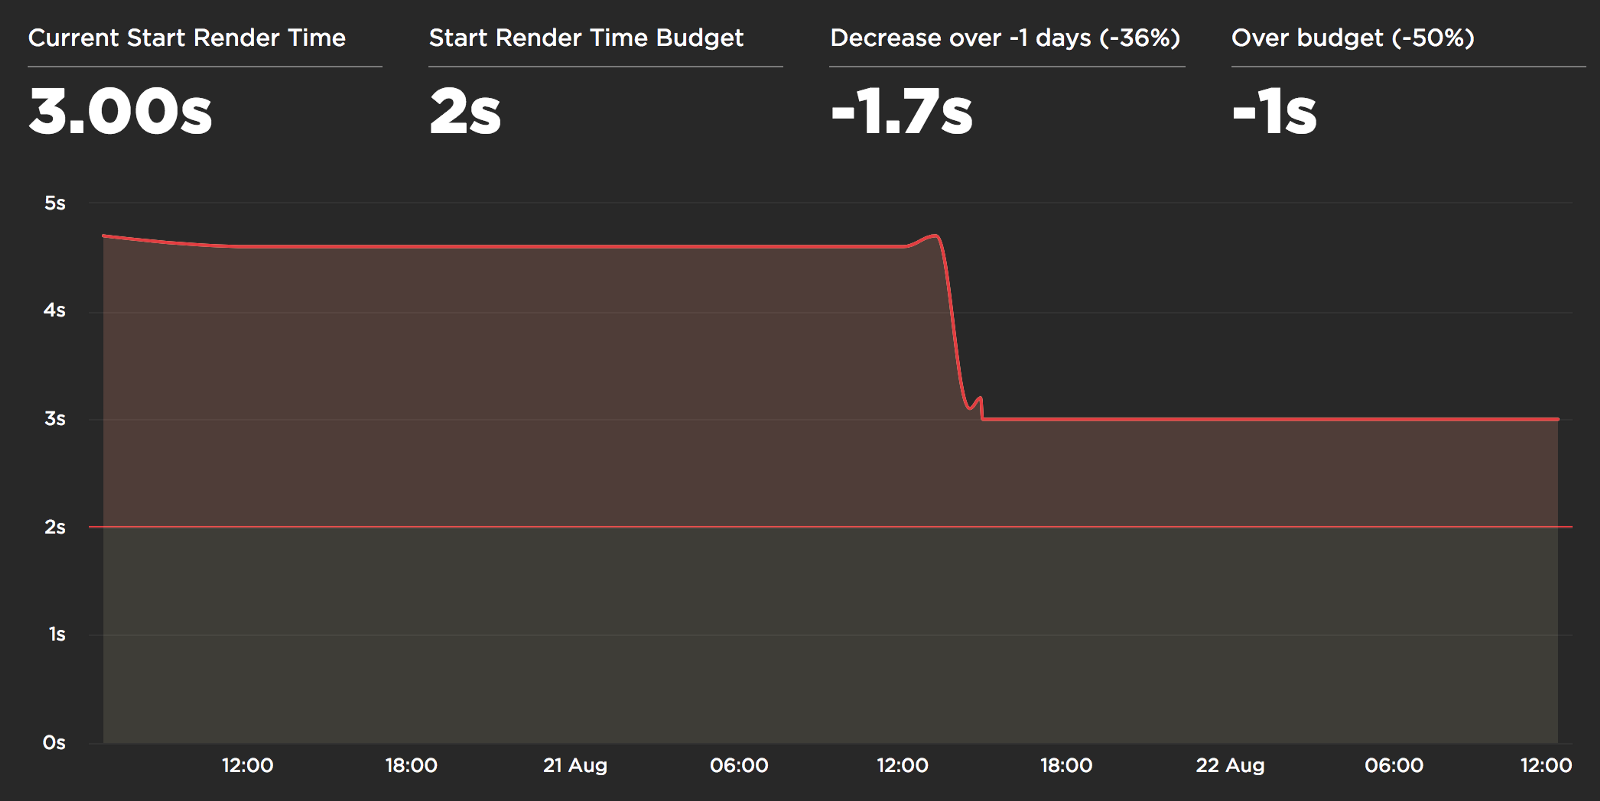 Current Start Render Time
3.00s
Start Render Time Budget
2s
Decrease over -1 days (-36%)
-1.7s
Over budget (-50%)
-1s
5s
4s
3s
2s
1s
0s
12:00
18:00
21 Aug
06:00
12:00
18:00
22 Aug
06:00
12:00